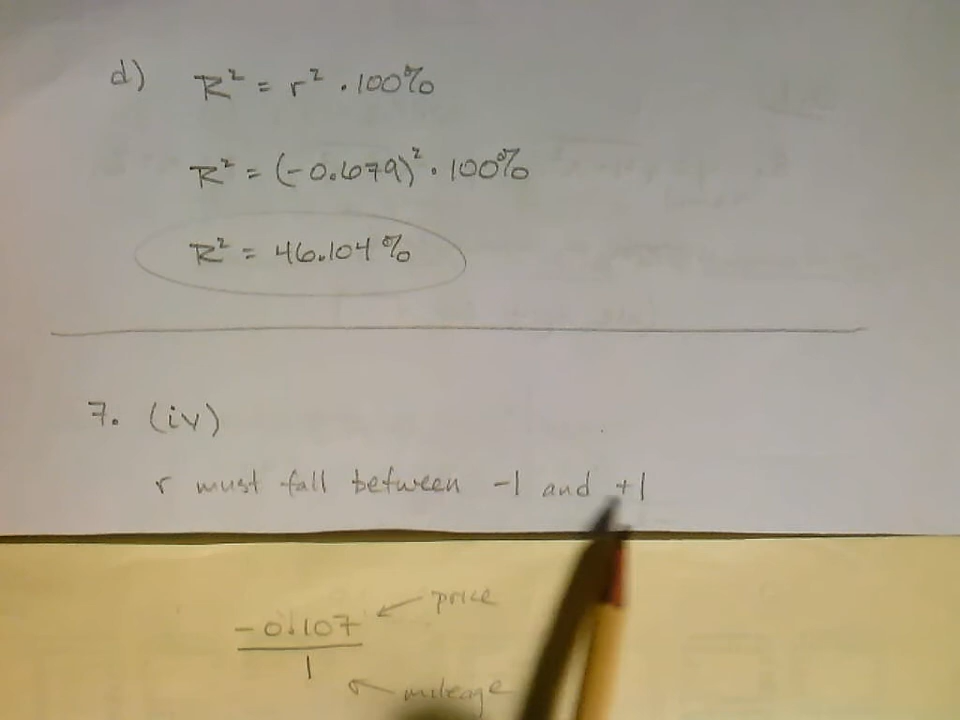 d) R² = r² · 100%
R² = (-0.679)² · 100%
R² = 46.104%
7. (iv)
r must fall between -1 and +1
price
-0.107
1
mileage